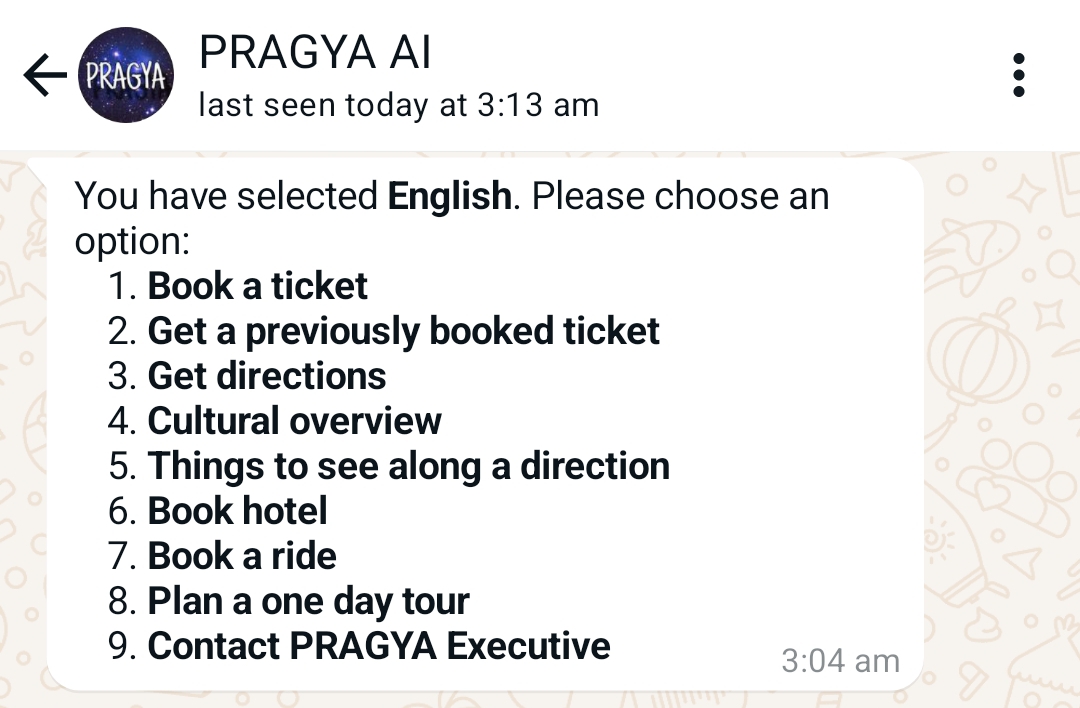 PRAGYA
PRAGYA AI
last seen today at 3:13 am
You have selected English. Please choose an
option:
1. Book a ticket
2. Get a previously booked ticket
3. Get directions
4. Cultural overview
5. Things to see along a direction
6. Book hotel
7. Book a ride
8. Plan a one day tour
9. Contact PRAGYA Executive
3:04 am